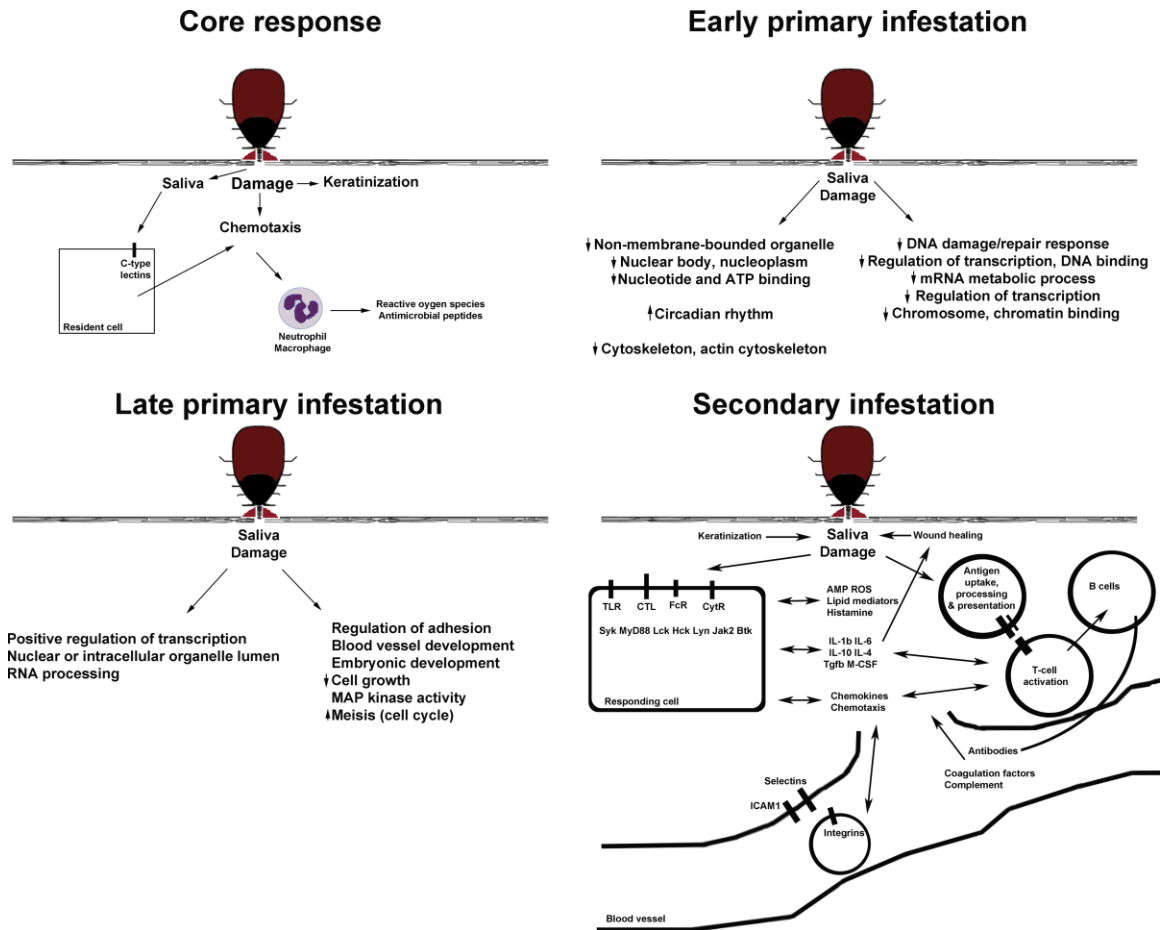 Core response
Saliva
Damage
Keratinization
Chemotaxis
C-type
lectins
Resident cell
Neutrophil
Macrophage
Reactive oygen species
Antimicrobial peptides
Early primary infestation
Saliva
Damage
Non-membrane-bounded organelle
Nuclear body, nucleoplasm
Nucleotide and ATP binding
Circadian rhythm
Cytoskeleton, actin cytoskeleton
DNA damage/repair response
Regulation of transcription, DNA binding
mRNA metabolic process
Regulation of transcription
Chromosome, chromatin binding
Late primary infestation
Saliva
Damage
Positive regulation of transcription
Nuclear or intracellular organelle lumen
RNA processing
Regulation of adhesion
Blood vessel development
Embryonic development
Cell growth
MAP kinase activity
Meisis (cell cycle)
Secondary infestation
Keratinization
Saliva
Damage
Wound healing
TLR CTL FcR CytR
Syk MyD88 Lck Hck Lyn Jak2 Btk
Responding cell
AMP ROS
Lipid mediators
Histamine
IL-1b IL-6
IL-10 IL-4
Tgfb M-CSF
Chemokines
Chemotaxis
Antigen
uptake,
processing
& presentation
B cells
T-cell
activation
Antibodies
Coagulation factors
Complement
Selectins
ICAM1
Integrins
Blood vessel